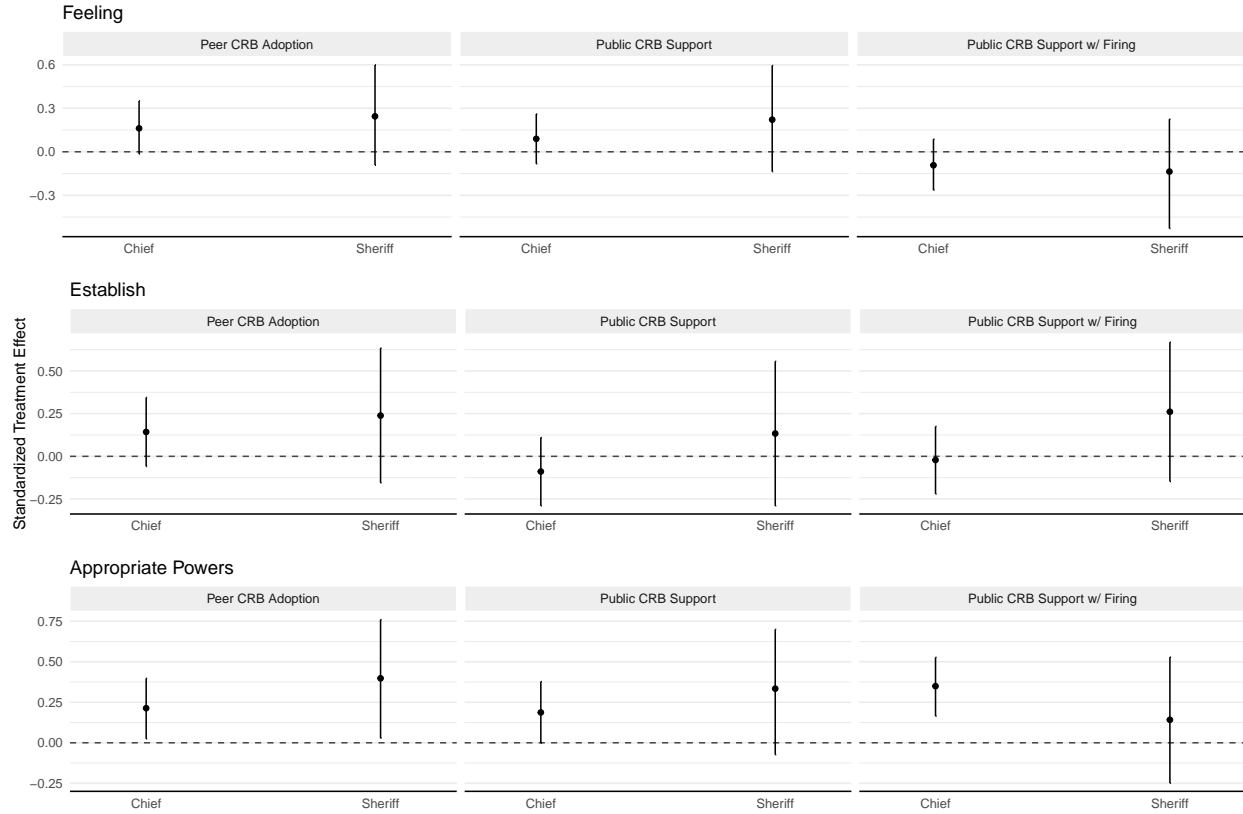 Feeling
Peer CRB Adoption Public CRB Support Public CRB Support w/ Firing
0.6
0.3
0.0
−0.3
Chief Sheriff Chief Sheriff Chief Sheriff
Standardized Treatment Effect
Establish
Peer CRB Adoption Public CRB Support Public CRB Support w/ Firing
0.50
0.25
0.00
−0.25
Chief Sheriff Chief Sheriff Chief Sheriff
Appropriate Powers
Peer CRB Adoption Public CRB Support Public CRB Support w/ Firing
0.75
0.50
0.25
0.00
−0.25
Chief Sheriff Chief Sheriff Chief Sheriff